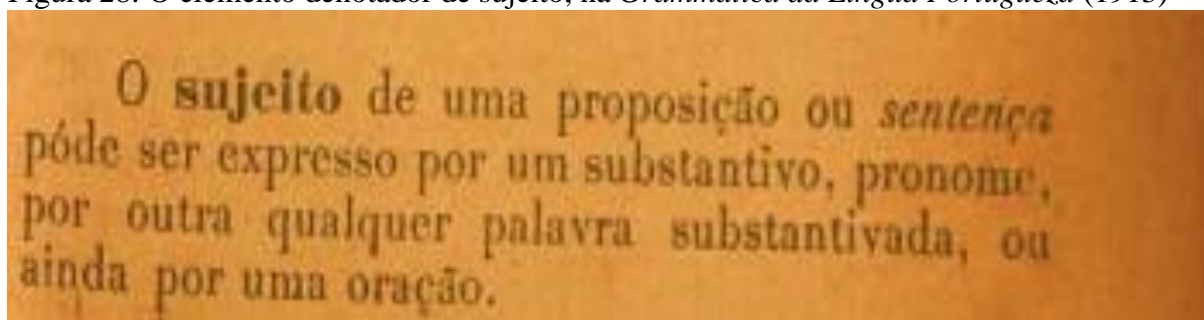 O sujeito de uma proposição ou sentença
póde ser expresso por um substantivo, pronome,
por outra qualquer palavra substantivada, ou
ainda por uma oração.